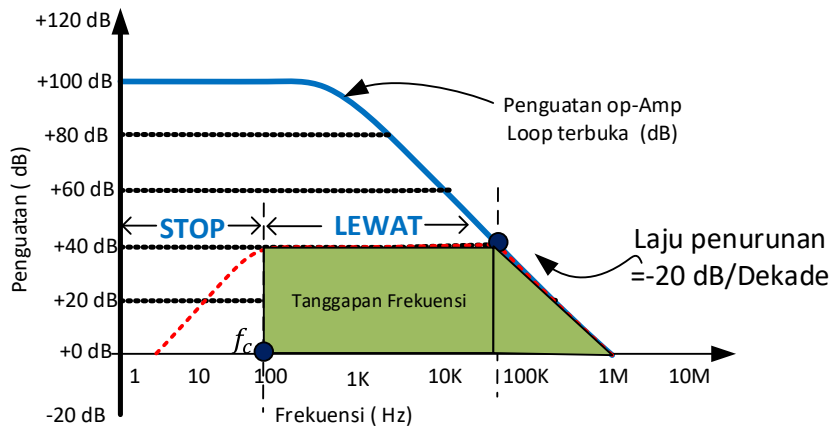 +120 dB
+100 dB
Penguatan op-Amp
Loop terbuka (dB)
+80 dB
+60 dB
STOP
LEWAT
+40 dB
Laju penurunan
=-20 dB/Dekade
Penguatan ( dB)
+20 dB
Tanggapan Frekuensi
fc
+0 dB
1 10 100 1K 10K 100K 1M 10M
-20 dB
Frekuensi ( Hz)